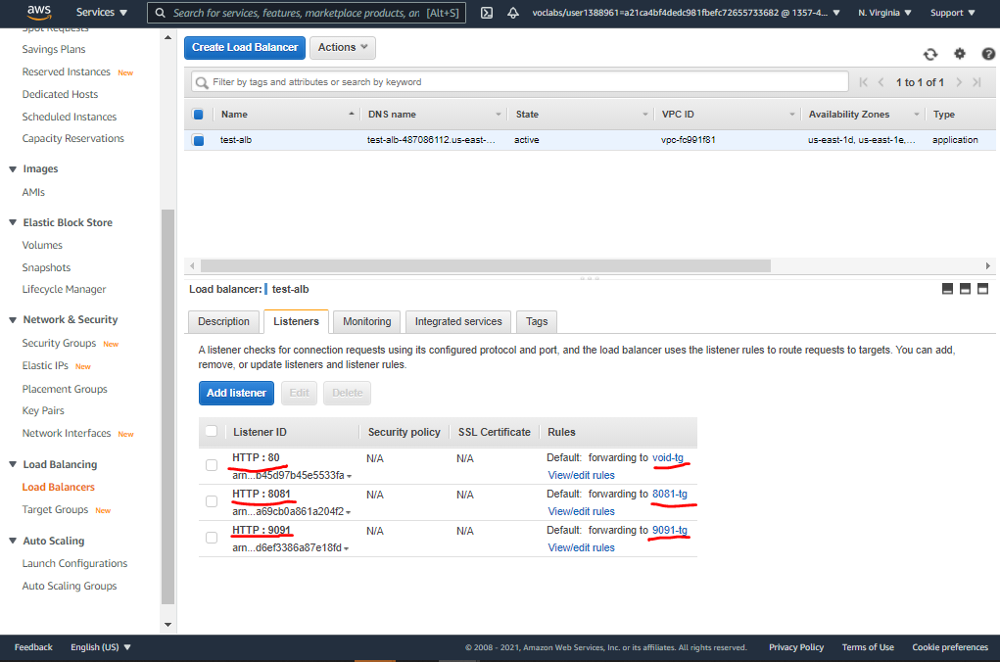 aws
Services
Search for services, features, marketplace products, an [Alt+S]
voclabs/user1388961=a21ca4bf4dedc981fbefc72655733682 @ 1357-4...
N. Virginia
Support
Spot Requests
Savings Plans
Reserved Instances New
Dedicated Hosts
Scheduled Instances
Capacity Reservations
Images
AMIs
Elastic Block Store
Volumes
Snapshots
Lifecycle Manager
Network & Security
Security Groups New
Elastic IPs New
Placement Groups
Key Pairs
Network Interfaces New
Load Balancing
Load Balancers
Target Groups New
Auto Scaling
Launch Configurations
Auto Scaling Groups
Create Load Balancer Actions
Filter by tags and attributes or search by keyword
1 to 1 of 1
Name DNS name State VPC ID Availability Zones Type
test-alb test-alb-487086112.us-east-... active vpc-fc991f81 us-east-1d, us-east-1e,... application
Load balancer: test-alb
Description Listeners Monitoring Integrated services Tags
A listener checks for connection requests using its configured protocol and port, and the load balancer uses the listener rules to route requests to targets. You can add,
remove, or update listeners and listener rules.
Add listener Edit Delete
Listener ID Security policy SSL Certificate Rules
HTTP : 80 N/A N/A Default: forwarding to void-tg
arn...b45d97b45e5533fa View/edit rules
HTTP : 8081 N/A N/A Default: forwarding to 8081-tg
arn...a69cb0a861a204f2 View/edit rules
HTTP : 9091 N/A N/A Default: forwarding to 9091-tg
arn...d6ef3386a87e18fd View/edit rules
Feedback English (US) © 2008 - 2021, Amazon Web Services, Inc. or its affiliates. All rights reserved. Privacy Policy Terms of Use Cookie preferences